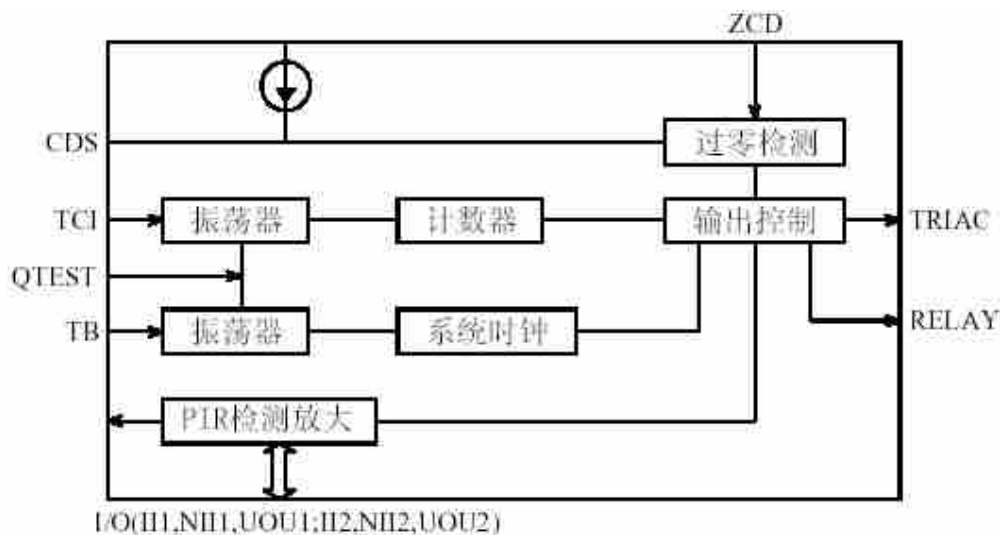 ZCD
CDS
过零检测
TCI
振荡器
计数器
输出控制
TRIAC
QTEST
TB
振荡器
系统时钟
RELAY
PIR检测放大
I/O(II1,NII1,UOU1;II2,NII2,UOU2)